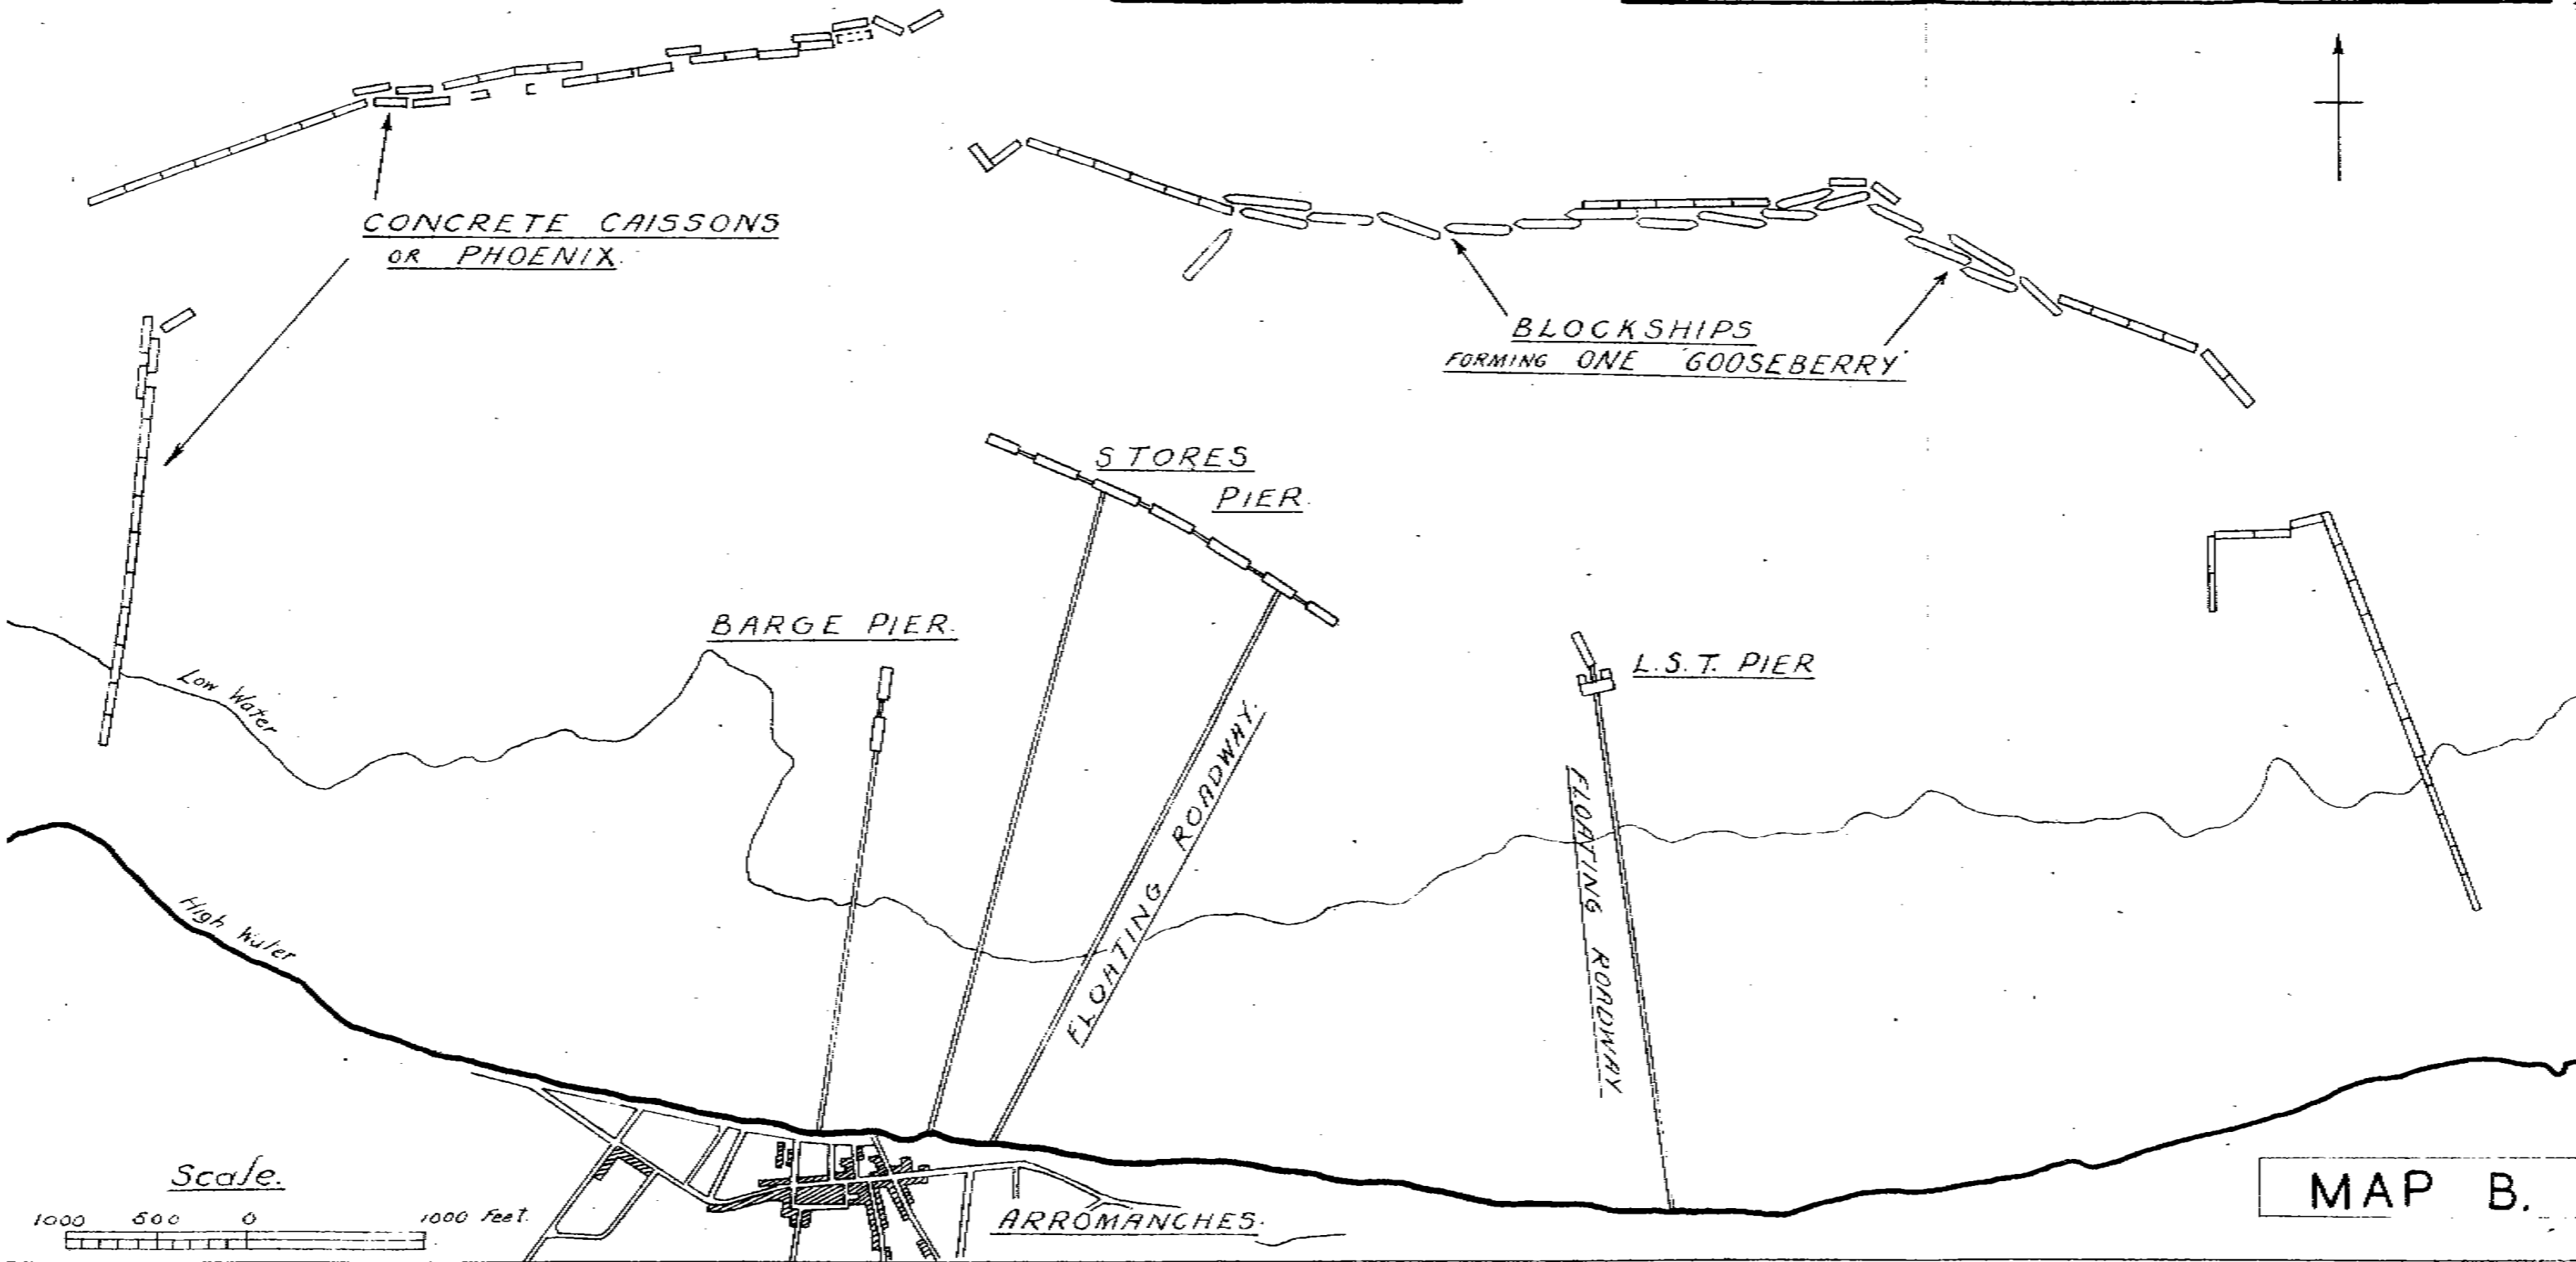 CONCRETE CAISSONS
OR PHOENIX.
BLOCKSHIPS
FORMING ONE 'GOOSEBERRY'
STORES
PIER.
BARGE PIER.
L.S.T. PIER
Low Water
FLOATING ROADWAY.
FLOATING ROADWAY.
High Water
Scale.
1000 500 0 1000 Feet.
ARROMANCHES.
MAP B.